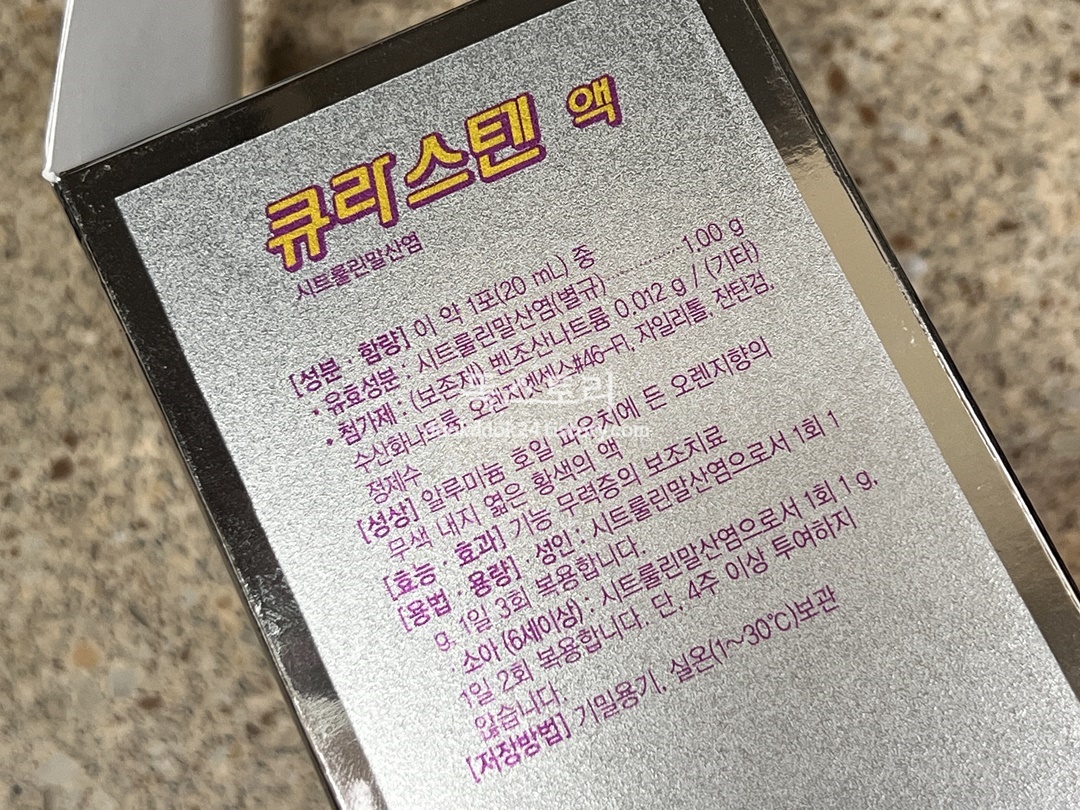 큐라스텐 액
시트룰린말산염
[성분 · 함량] 이 약 1포(20 mL) 중
• 유효성분 : 시트룰린말산염(별규) ........ 1.00 g
• 첨가제 : (보존제) 벤조산나트륨 0.012 g / (기타)
수산화나트륨, 오렌지엣센스#46-Fl, 자일리톨, 잔탄검,
정제수
[성상] 알루미늄 호일 파우치에 든 오렌지향의
무색 내지 엷은 황색의 액
[효능 · 효과] 기능 무력증의 보조치료
[용법 · 용량] · 성인 : 시트룰린말산염으로서 1회 1
g, 1일 3회 복용합니다.
소아 (6세이상) : 시트룰린말산염으로서 1회 1 g,
1일 2회 복용합니다. 단, 4주 이상 투여하지
않습니다.
[저장방법] 기밀용기, 실온(1~30℃)보관